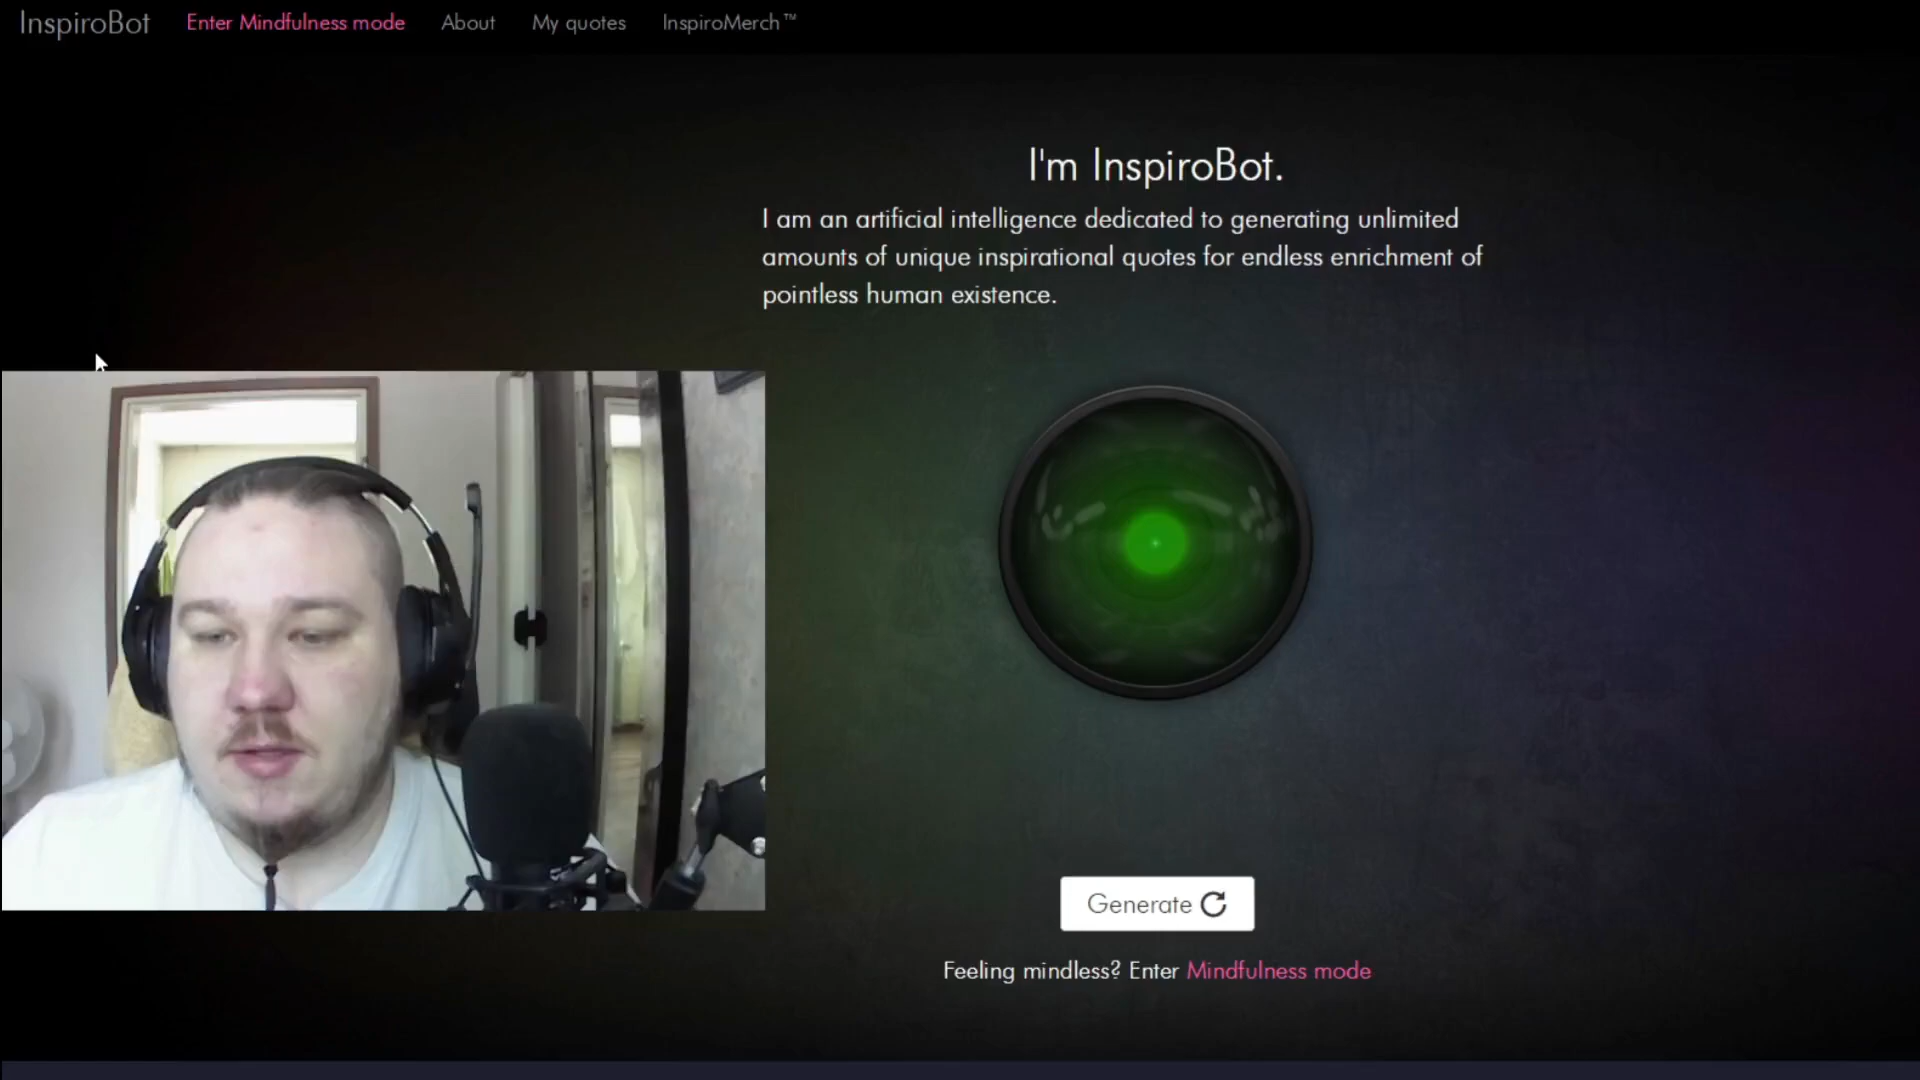 InspiroBot
Enter Mindfulness mode
About
My quotes
InspiroMerch™
I'm InspiroBot.
I am an artificial intelligence dedicated to generating unlimited
amounts of unique inspirational quotes for endless enrichment of
pointless human existence.
Generate
Feeling mindless? Enter Mindfulness mode